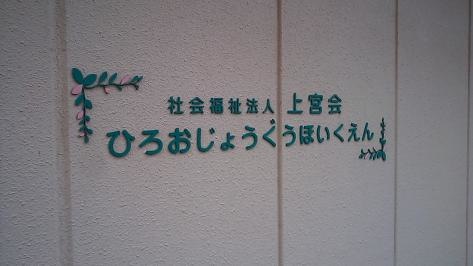 社会福祉法人 上宮会
ひろおじょうぐうほいくえん